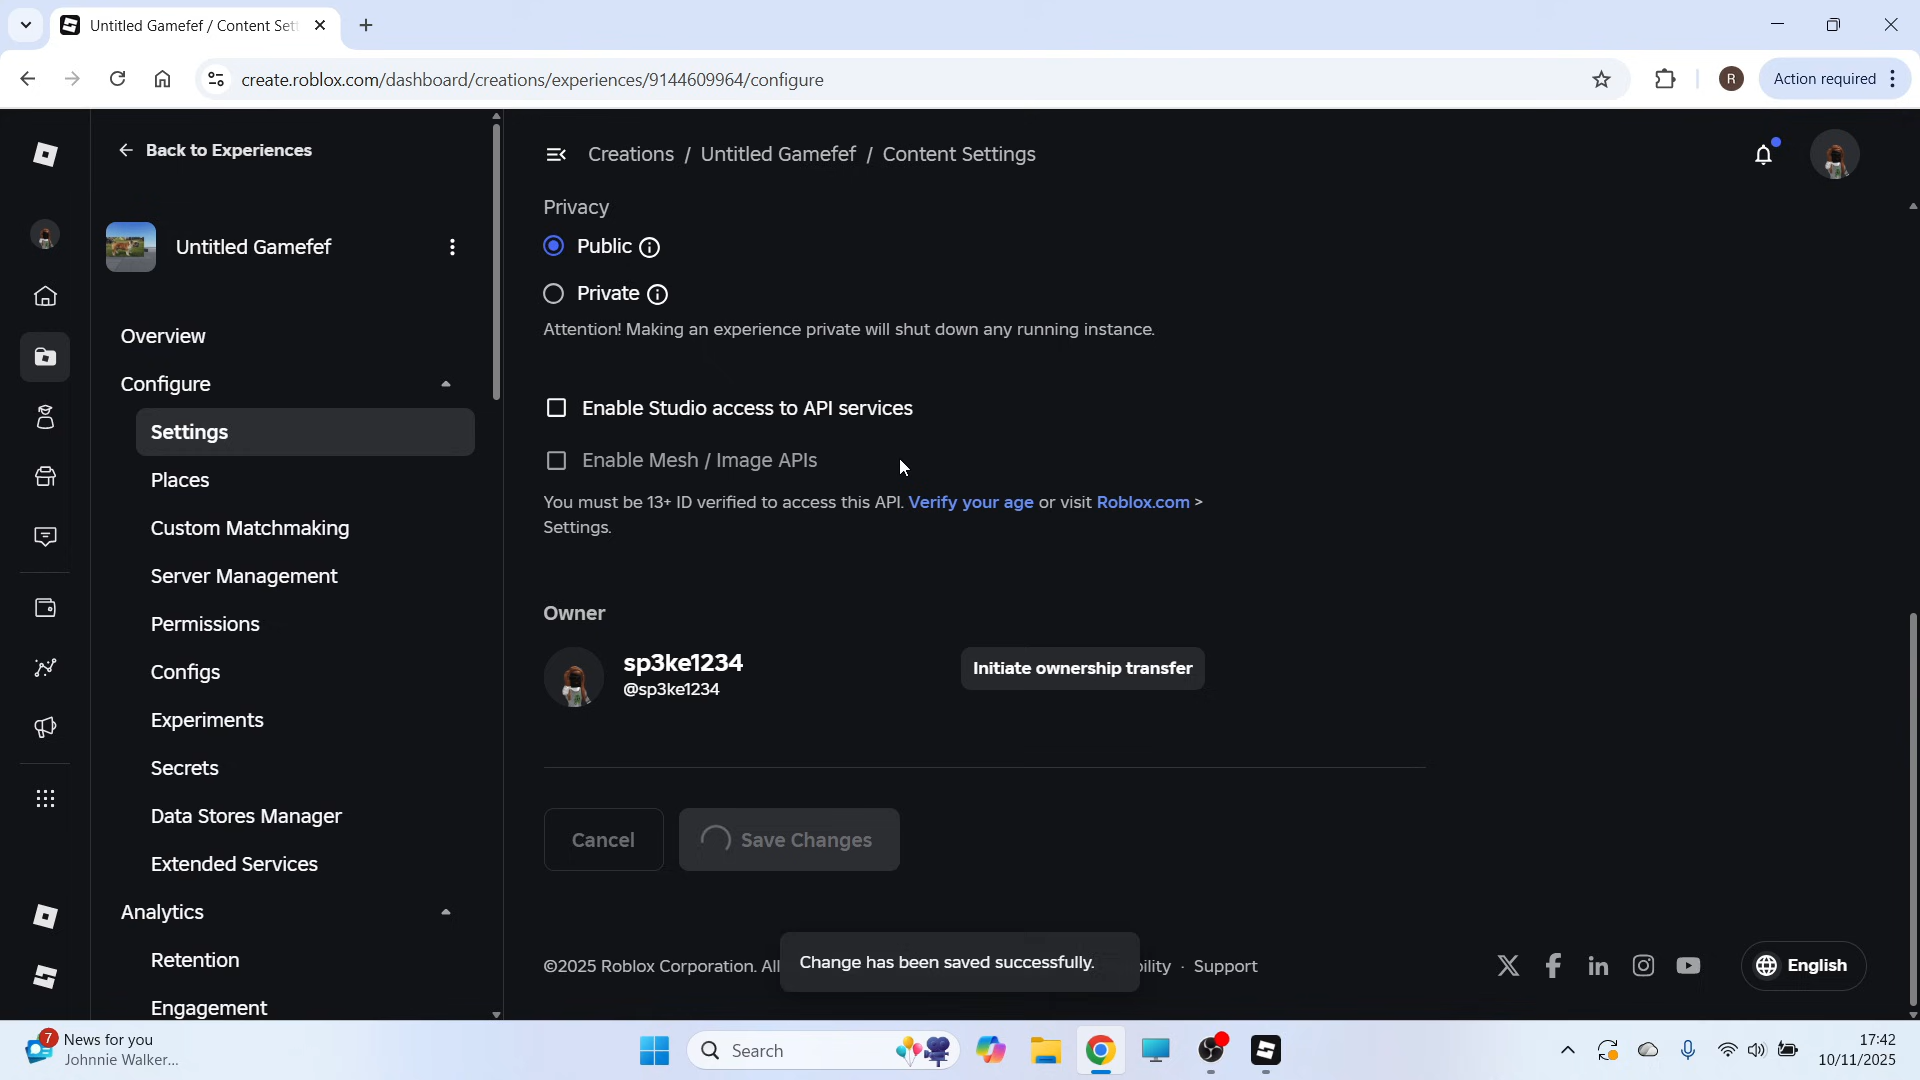 Untitled Gamefef / Content Sett
create.roblox.com/dashboard/creations/experiences/9144609964/configure
R
Action required
Back to Experiences
Creations / Untitled Gamefef / Content Settings
Untitled Gamefef
Overview
Configure
Settings
Places
Custom Matchmaking
Server Management
Permissions
Configs
Experiments
Secrets
Data Stores Manager
Extended Services
Analytics
Retention
Engagement
Privacy
Public
Private
Attention! Making an experience private will shut down any running instance.
Enable Studio access to API services
Enable Mesh / Image APIs
You must be 13+ ID verified to access this API. Verify your age or visit Roblox.com >
Settings.
Owner
sp3ke1234
@sp3ke1234
Initiate ownership transfer
Cancel
Save Changes
Change has been saved successfully.
©2025 Roblox Corporation. All
bility · Support
English
7
News for you
Johnnie Walker...
Search
17:42
10/11/2025